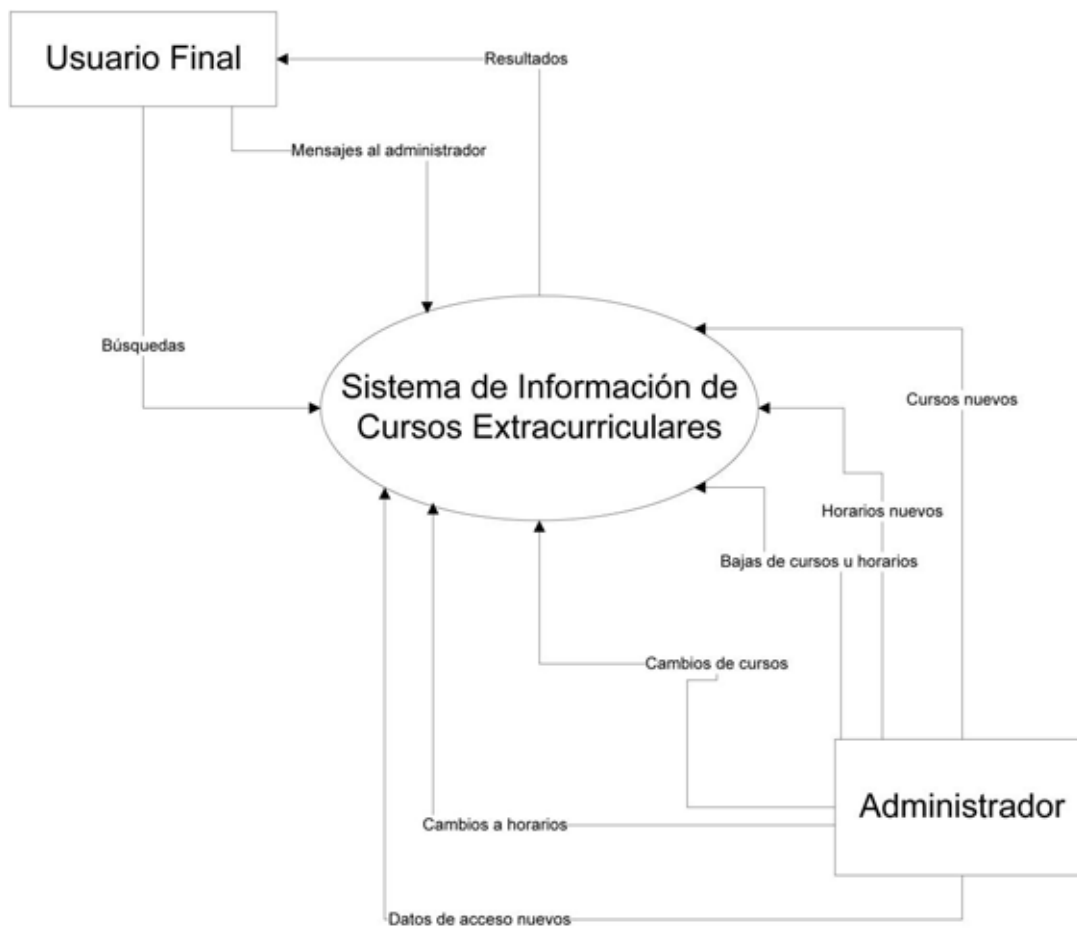 Usuario Final
Resultados
Mensajes al administrador
Búsquedas
Sistema de Información de
Cursos Extracurriculares
Cursos nuevos
Horarios nuevos
Bajas de cursos u horarios
Cambios de cursos
Administrador
Cambios a horarios
Datos de acceso nuevos